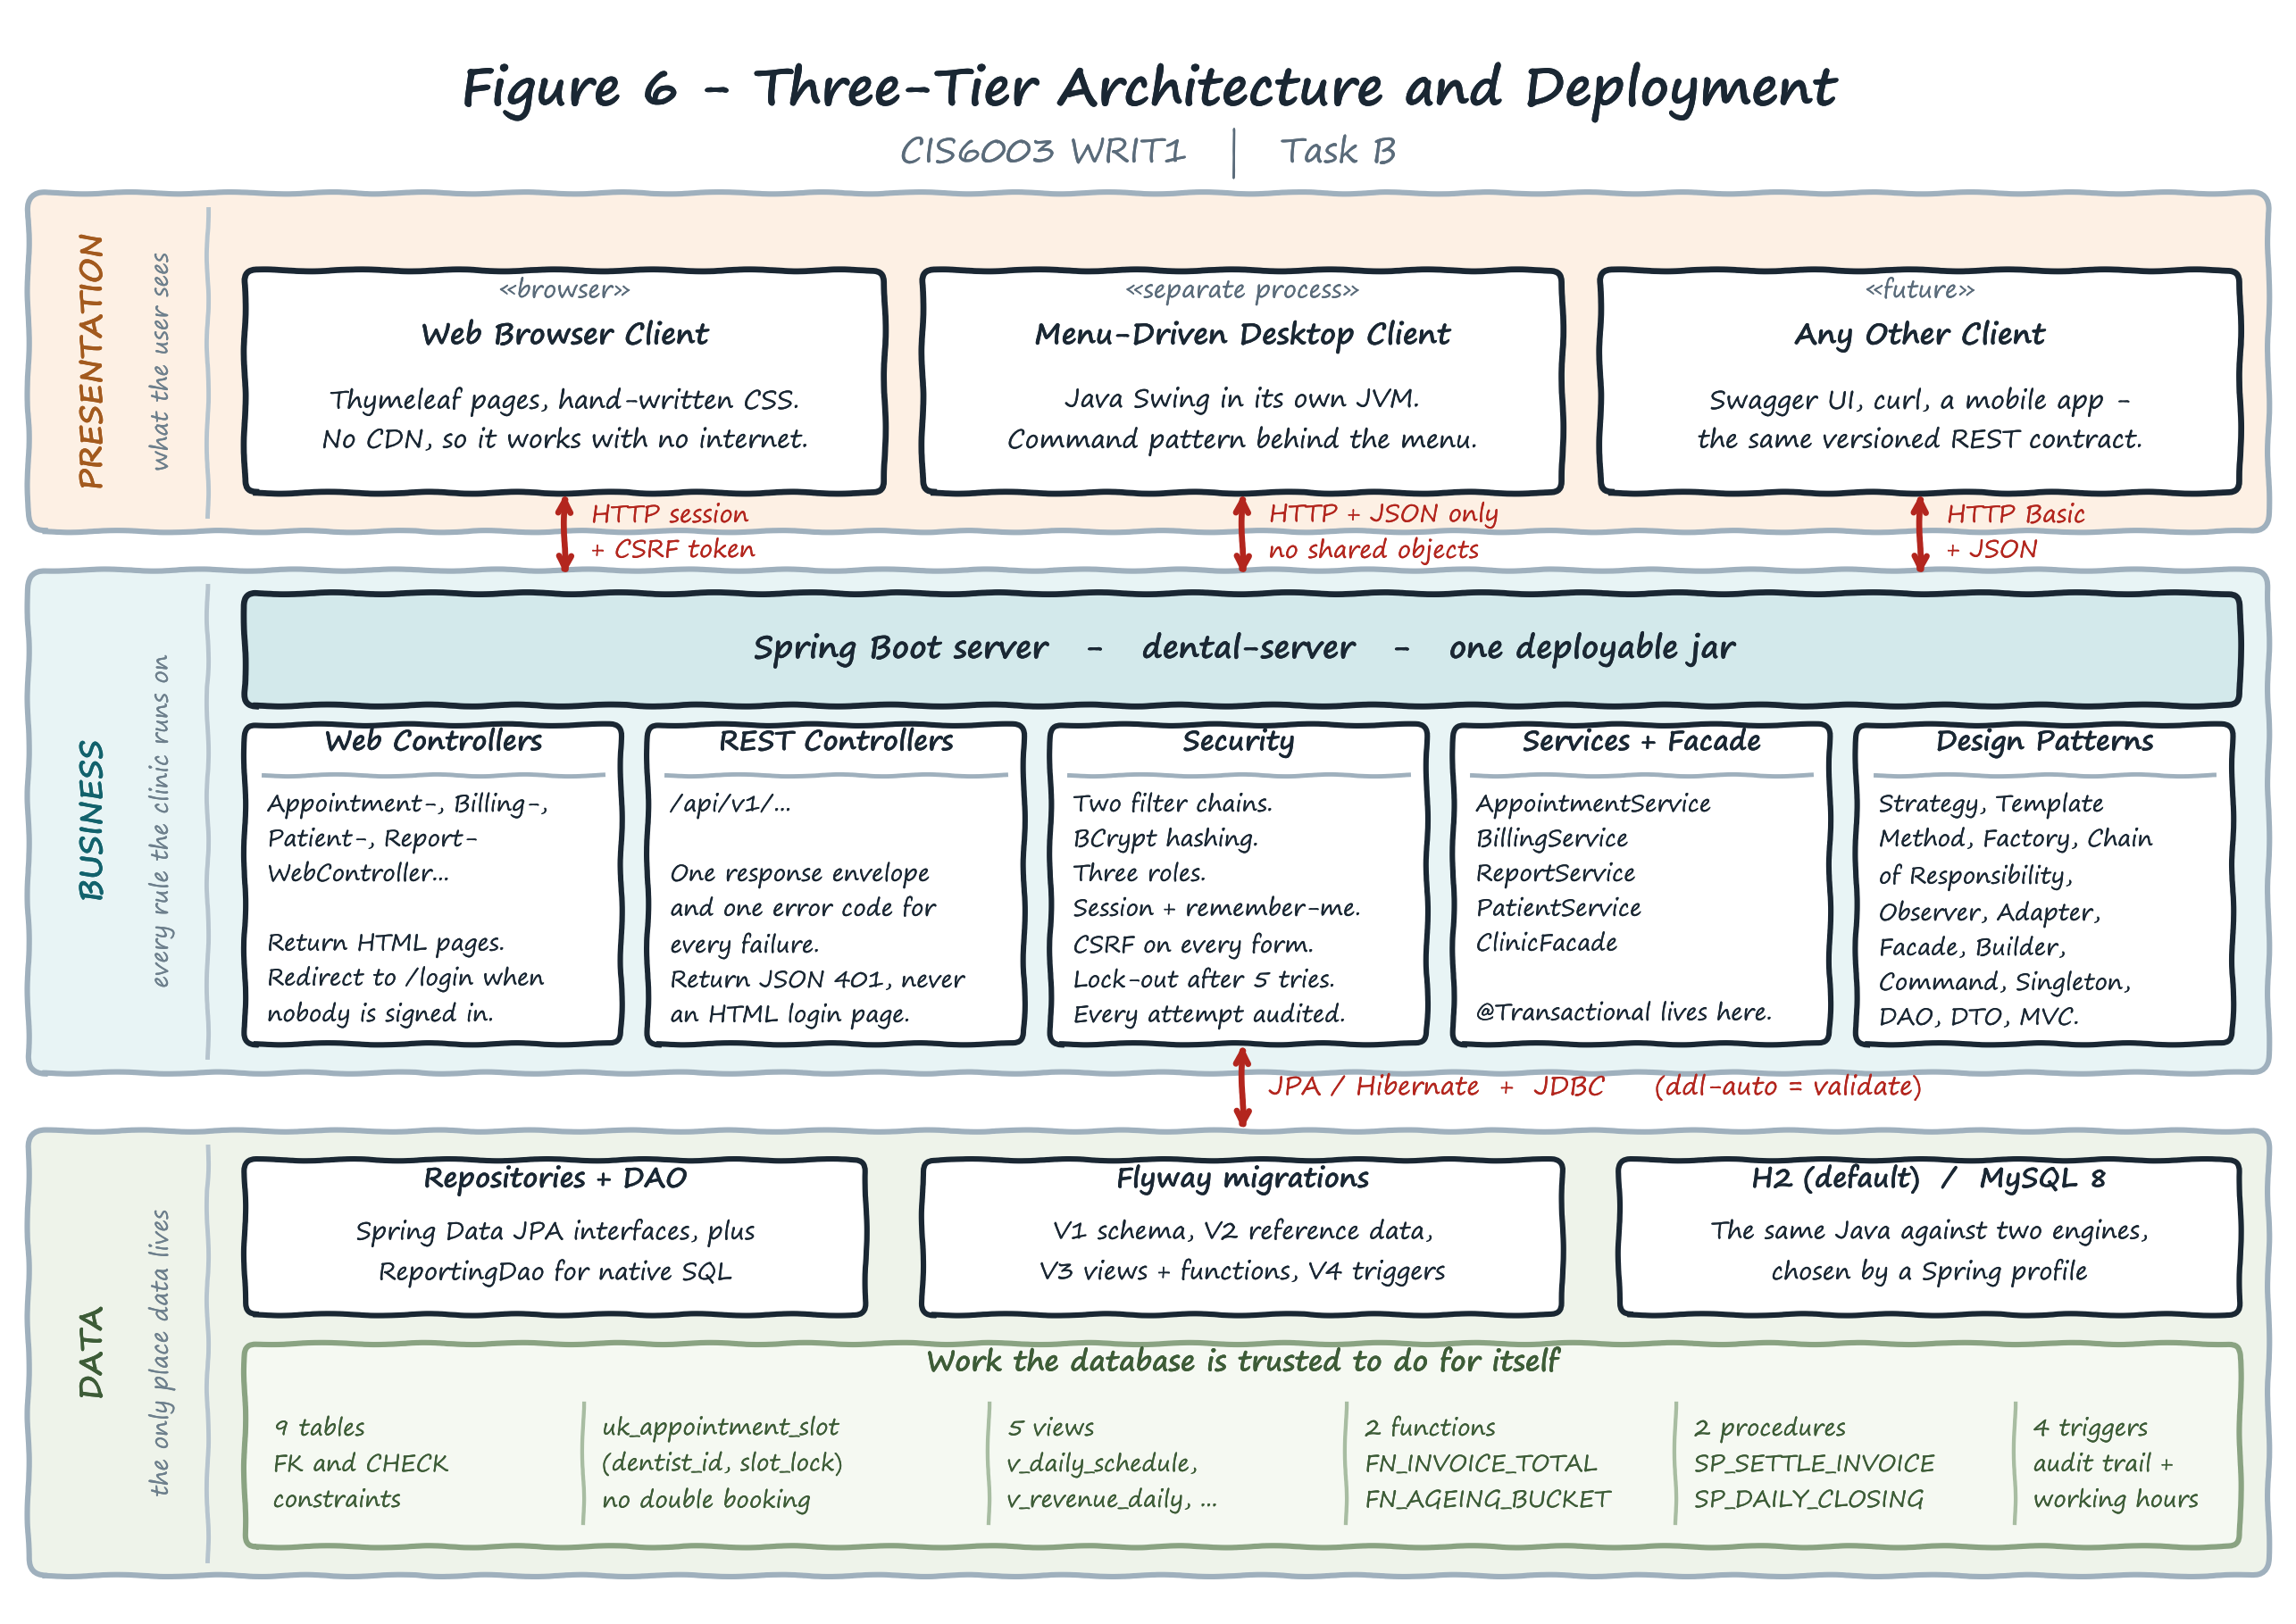 Figure 6 - Three-Tier Architecture and Deployment
CIS6003 WRIT1 | Task B
PRESENTATION
what the user sees
«browser»
Web Browser Client
Thymeleaf pages, hand-written CSS.
No CDN, so it works with no internet.
«separate process»
Menu-Driven Desktop Client
Java Swing in its own JVM.
Command pattern behind the menu.
«future»
Any Other Client
Swagger UI, curl, a mobile app -
the same versioned REST contract.
HTTP session
+ CSRF token
HTTP + JSON only
no shared objects
HTTP Basic
+ JSON
BUSINESS
every rule the clinic runs on
Spring Boot server - dental-server - one deployable jar
Web Controllers
Appointment-, Billing-,
Patient-, Report-
WebController...
Return HTML pages.
Redirect to /login when
nobody is signed in.
REST Controllers
/api/v1/...
One response envelope
and one error code for
every failure.
Return JSON 401, never
an HTML login page.
Security
Two filter chains.
BCrypt hashing.
Three roles.
Session + remember-me.
CSRF on every form.
Lock-out after 5 tries.
Every attempt audited.
Services + Facade
AppointmentService
BillingService
ReportService
PatientService
ClinicFacade
@Transactional lives here.
Design Patterns
Strategy, Template
Method, Factory, Chain
of Responsibility,
Observer, Adapter,
Facade, Builder,
Command, Singleton,
DAO, DTO, MVC.
JPA / Hibernate + JDBC (ddl-auto = validate)
DATA
the only place data lives
Repositories + DAO
Spring Data JPA interfaces, plus
ReportingDao for native SQL
Flyway migrations
V1 schema, V2 reference data,
V3 views + functions, V4 triggers
H2 (default) / MySQL 8
The same Java against two engines,
chosen by a Spring profile
Work the database is trusted to do for itself
9 tables
FK and CHECK
constraints
uk_appointment_slot
(dentist_id, slot_lock)
no double booking
5 views
v_daily_schedule,
v_revenue_daily, ...
2 functions
FN_INVOICE_TOTAL
FN_AGEING_BUCKET
2 procedures
SP_SETTLE_INVOICE
SP_DAILY_CLOSING
4 triggers
audit trail +
working hours